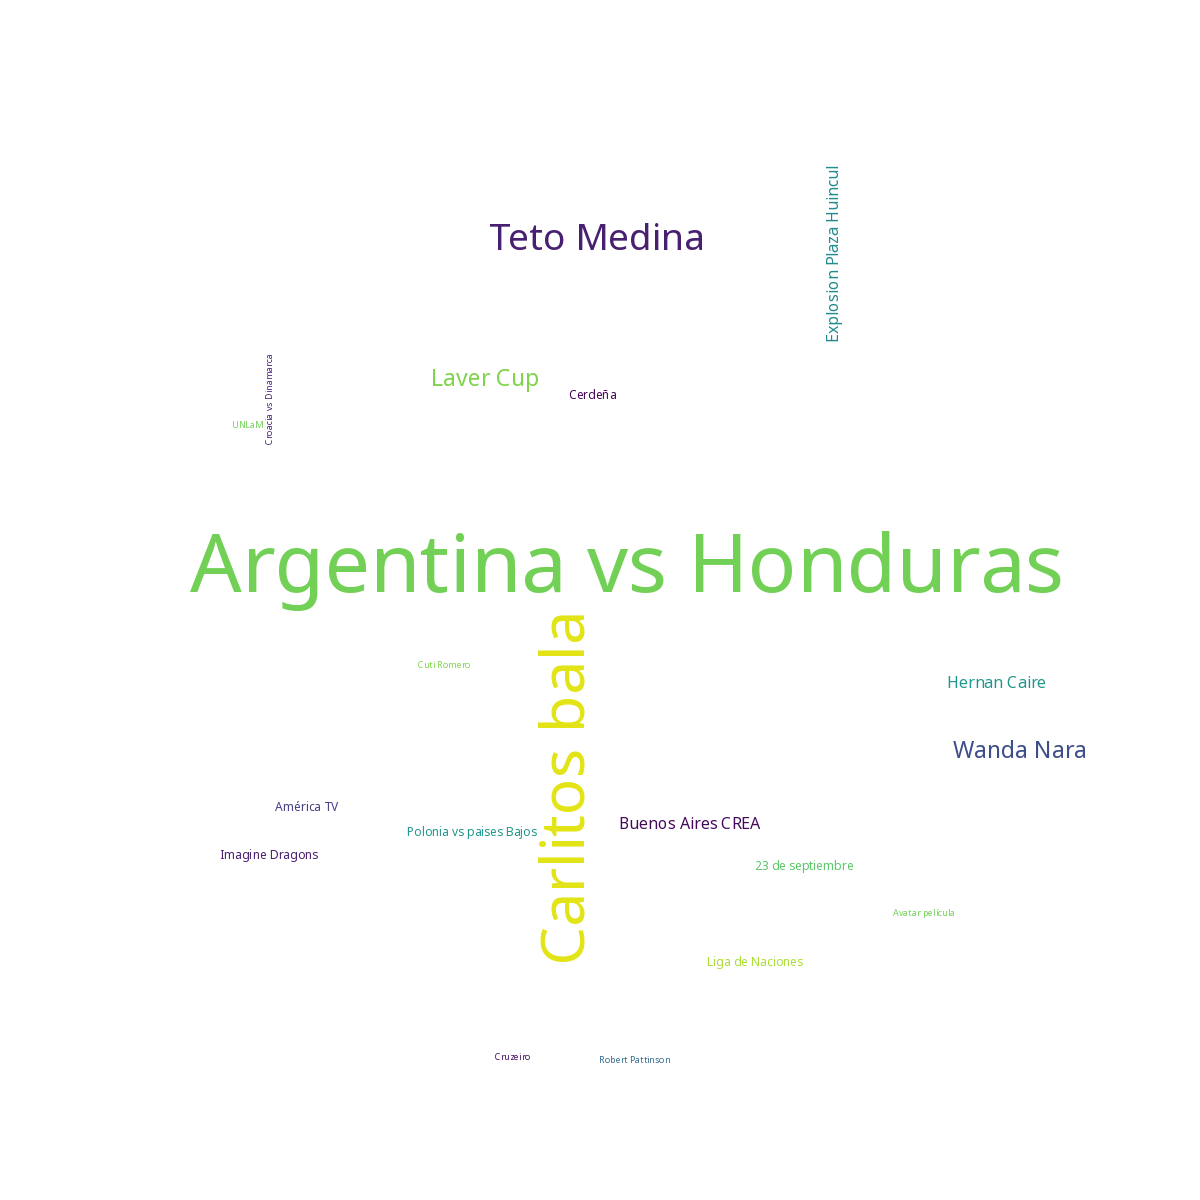 Explosion Plaza Huincul
Teto Medina
Laver Cup
Cerdeña
Croacia vs Dinamarca
UNLaM
Argentina vs Honduras
Carlitos bala
Cuti Romero
Hernan Caire
Wanda Nara
América TV
Buenos Aires CREA
Polonia vs paises Bajos
Imagine Dragons
23 de septiembre
Avatar película
Liga de Naciones
Cruzeiro
Robert Pattinson